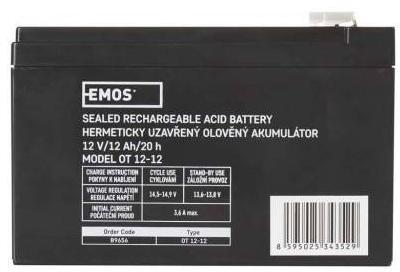 EMOS
SEALED RECHARGEABLE ACID BATTERY
HERMETICKY UZAVŘENÝ OLOVĚNÝ AKUMULÁTOR
12 V/12 Ah/20 h
MODEL OT 12-12
CHARGE INSTRUCTION CYCLE USE STAND-BY USE
POKYNY K NABÍJENÍ CYKLOVÁNÍ ZÁLOŽNÍ PROVOZ
VOLTAGE REGULATION 14,5-14,9 V 13,6-13,8 V
REGULACE NAPĚTÍ
INITIAL CURRENT 3,6 A max.
POČÁTEČNÍ PROUD
Order Code Type
B9656 OT 12-12
8 595025 343529